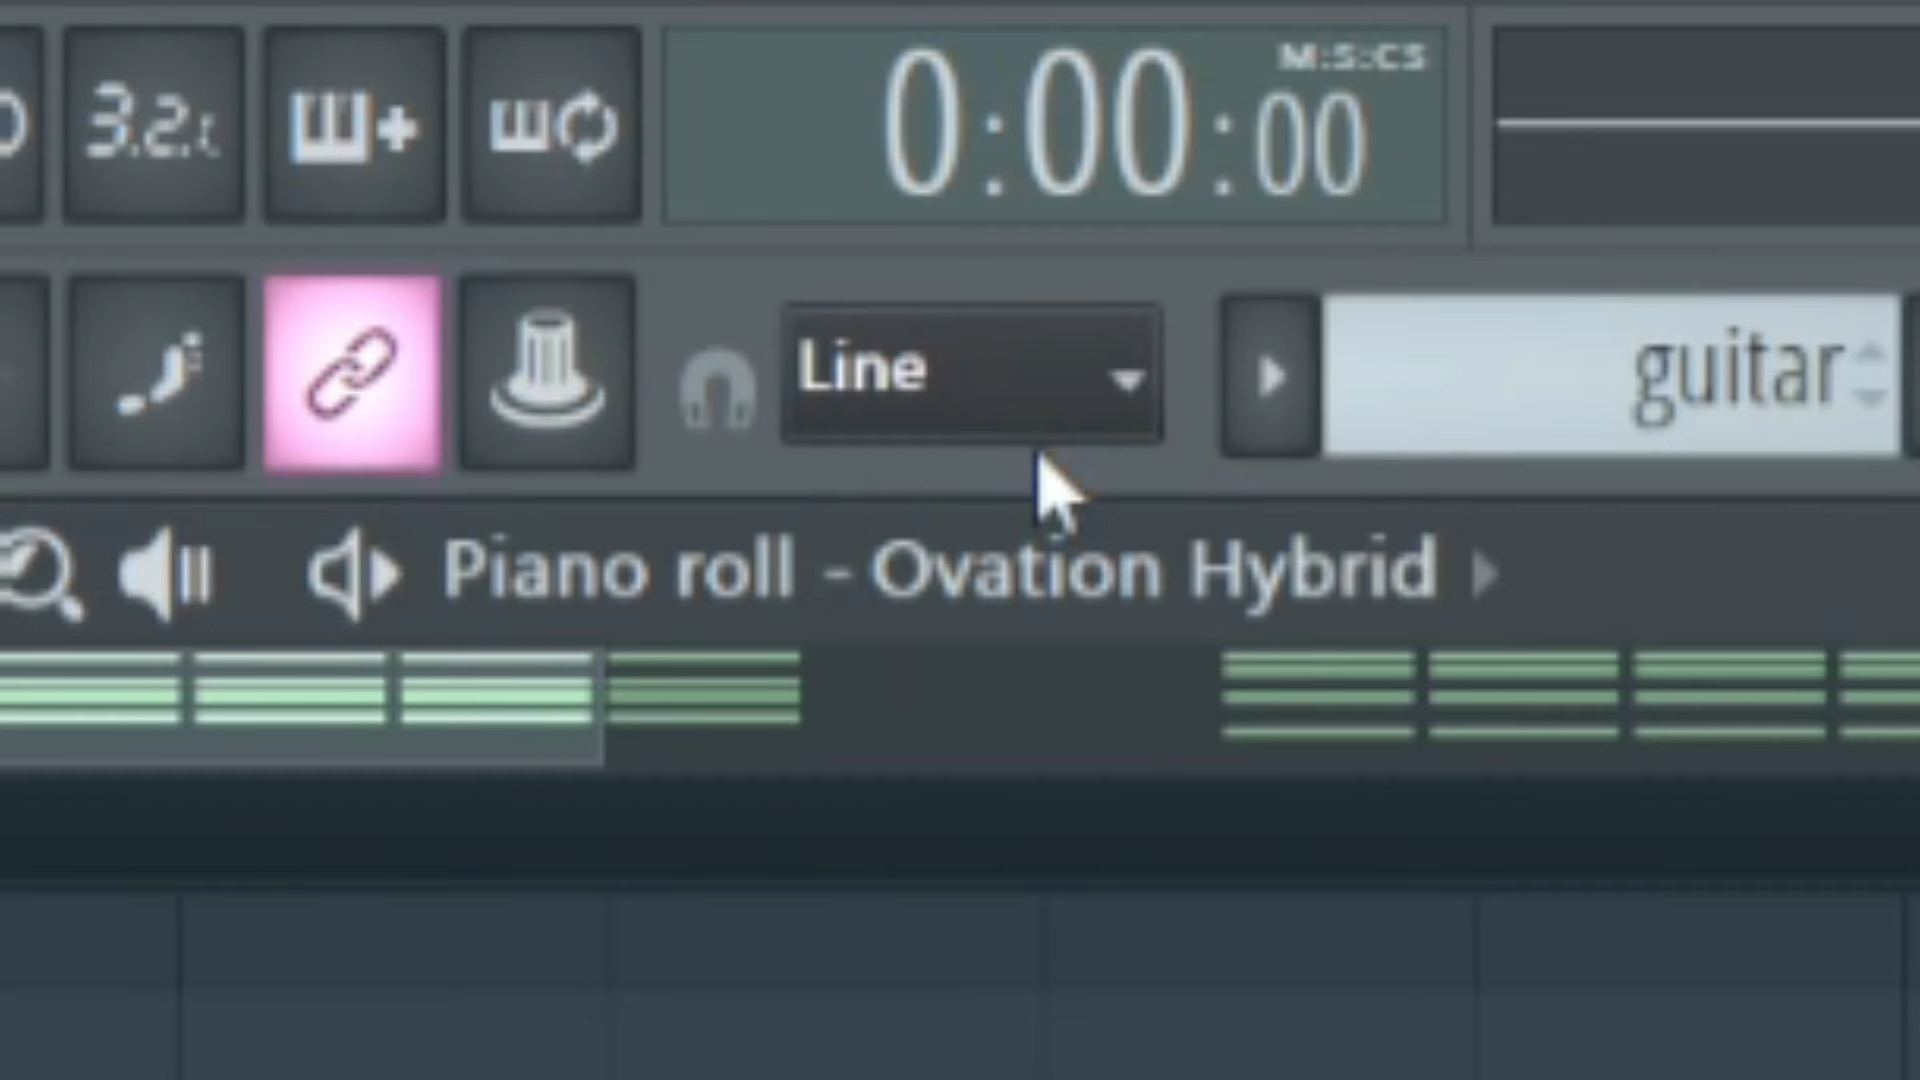 3.2.
M:S:CS
0:00:00
Line
guitar
Piano roll - Ovation Hybrid